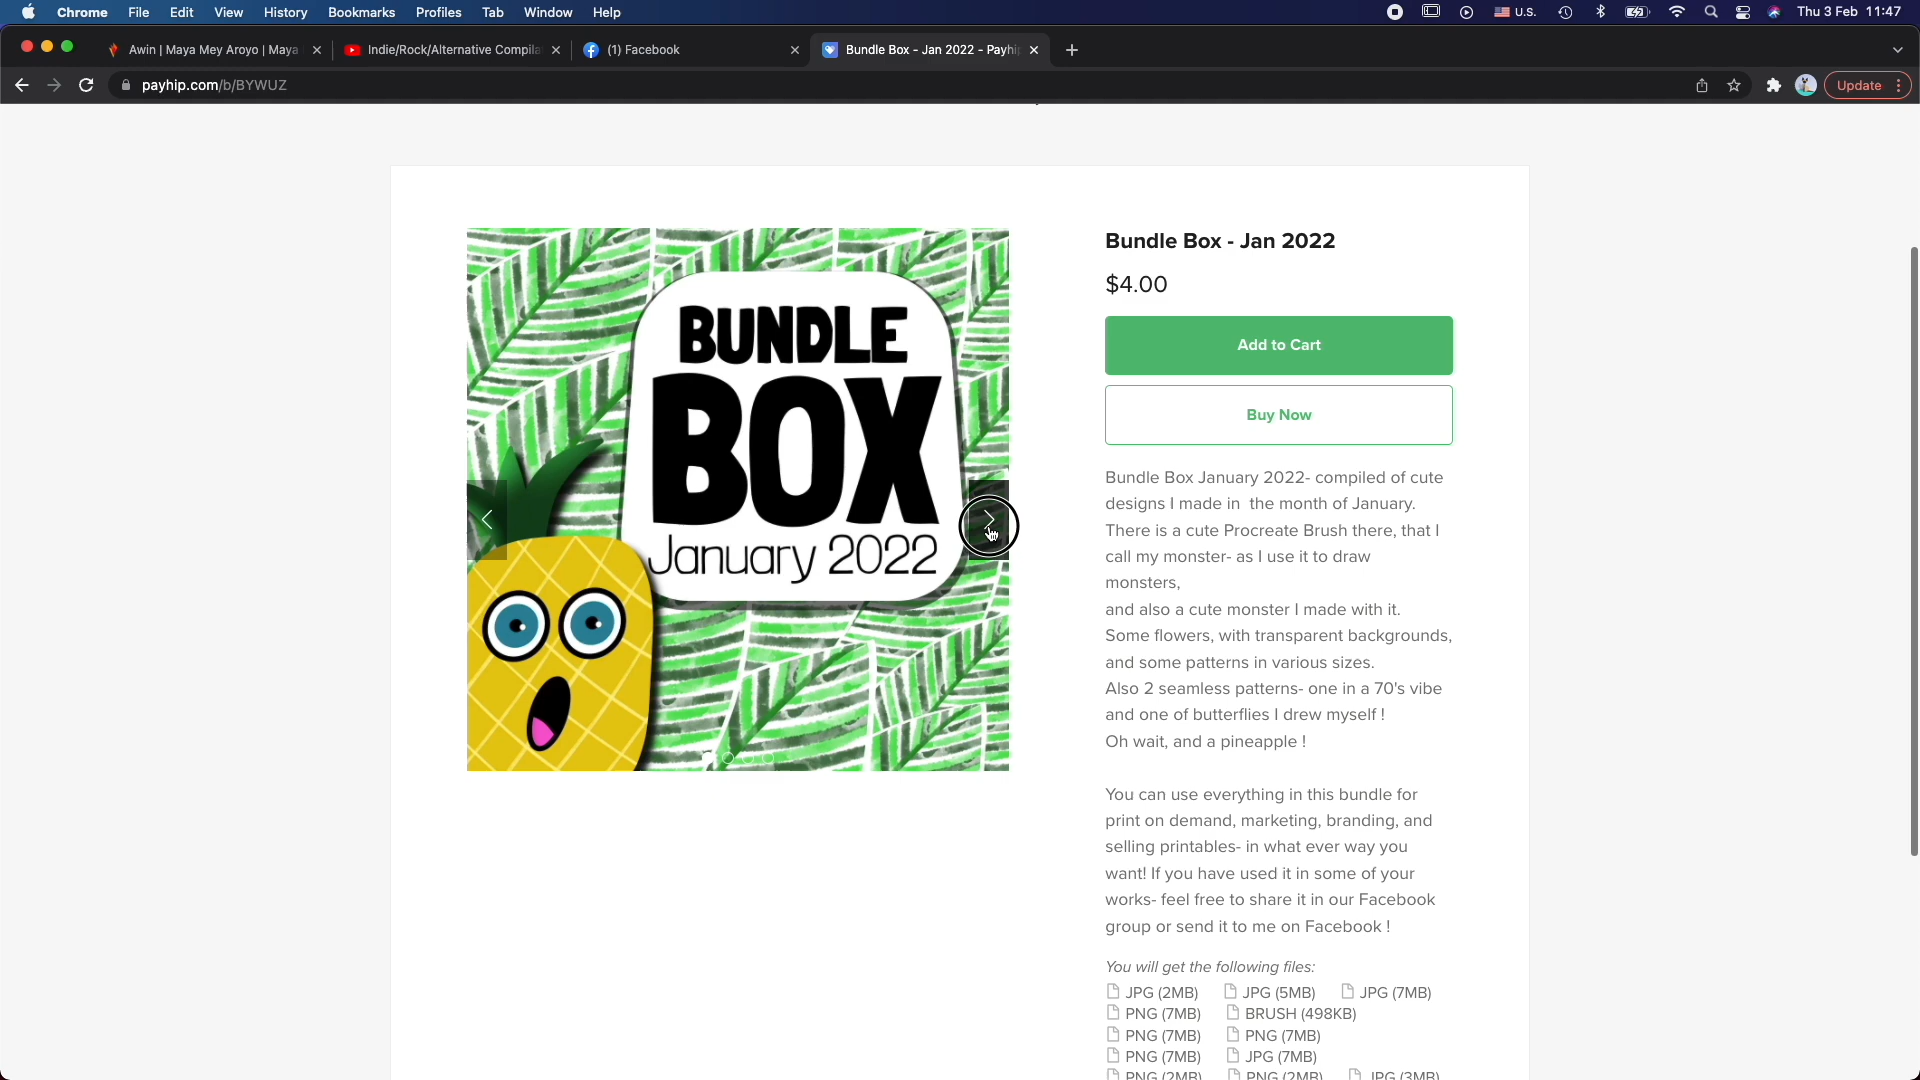 Chrome File Edit View History Bookmarks Profiles Tab Window Help U.S. Thu 3 Feb 11:47
Awin | Maya Mey Aroyo | Maya Indie/Rock/Alternative Compila (1) Facebook Bundle Box - Jan 2022 - Payhip
payhip.com/b/BYWUZ Update
BUNDLE
BOX
January 2022
Bundle Box - Jan 2022
$4.00
Add to Cart
Buy Now
Bundle Box January 2022- compiled of cute
designs I made in the month of January.
There is a cute Procreate Brush there, that I
call my monster- as I use it to draw
monsters,
and also a cute monster I made with it.
Some flowers, with transparent backgrounds,
and some patterns in various sizes.
Also 2 seamless patterns- one in a 70's vibe
and one of butterflies I drew myself !
Oh wait, and a pineapple !
You can use everything in this bundle for
print on demand, marketing, branding, and
selling printables- in what ever way you
want! If you have used it in some of your
works- feel free to share it in our Facebook
group or send it to me on Facebook !
You will get the following files:
JPG (2MB) JPG (5MB) JPG (7MB)
PNG (7MB) BRUSH (498KB)
PNG (7MB) PNG (7MB)
PNG (7MB) JPG (7MB)
PNG (2MB) PNG (2MB) JPG (3MB)